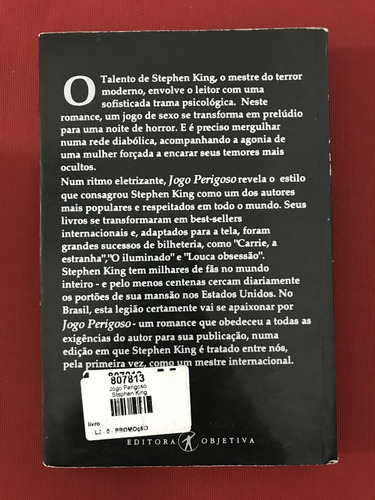 O Talento de Stephen King, o mestre do terror
moderno, envolve o leitor com uma
sofisticada trama psicológica. Neste
romance, um jogo de sexo se transforma em prelúdio
para uma noite de horror. E é preciso mergulhar
numa rede diabólica, acompanhando a agonia de
uma mulher forçada a encarar seus temores mais
ocultos.
Num ritmo eletrizante, Jogo Perigoso revela o estilo
que consagrou Stephen King como um dos autores
mais populares e respeitados em todo o mundo. Seus
livros se transformaram em best-sellers
internacionais e, adaptados para a tela, foram
grandes sucessos de bilheteria, como "Carrie, a
estranha","O iluminado" e "Louca obsessão".
Stephen King tem milhares de fãs no mundo
inteiro - e pelo menos centenas cercam diariamente
os portões de sua mansão nos Estados Unidos. No
Brasil, esta legião certamente vai se apaixonar por
Jogo Perigoso - um romance que obedeceu a todas as
exigências do autor para sua publicação, numa
edição em que Stephen King é tratado entre nós,
pela primeira vez, como um mestre internacional.
807813
807813
Jogo Perigoso
Stephen King
livro
L2 - 0 - PROMOÇÃO
EDITORA OBJETIVA